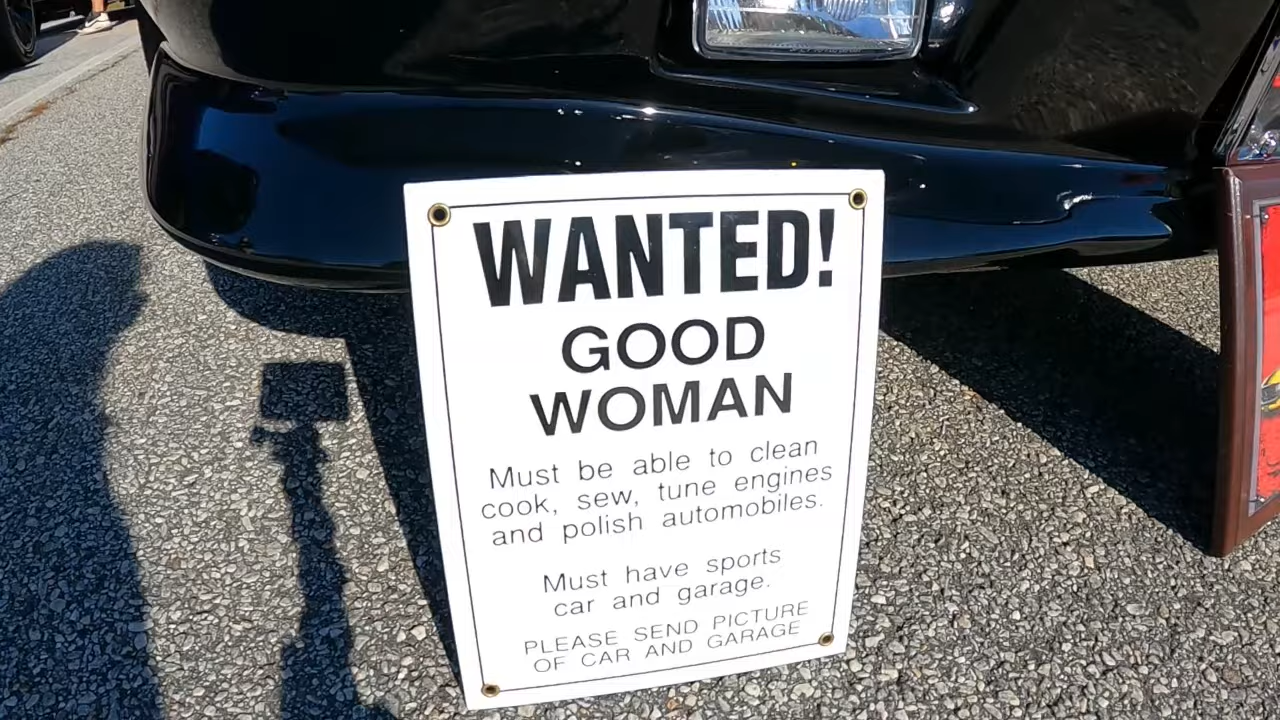 WANTED!
GOOD
WOMAN
Must be able to clean
cook, sew, tune engines
and polish automobiles.
Must have sports
car and garage.
PLEASE SEND PICTURE
OF CAR AND GARAGE